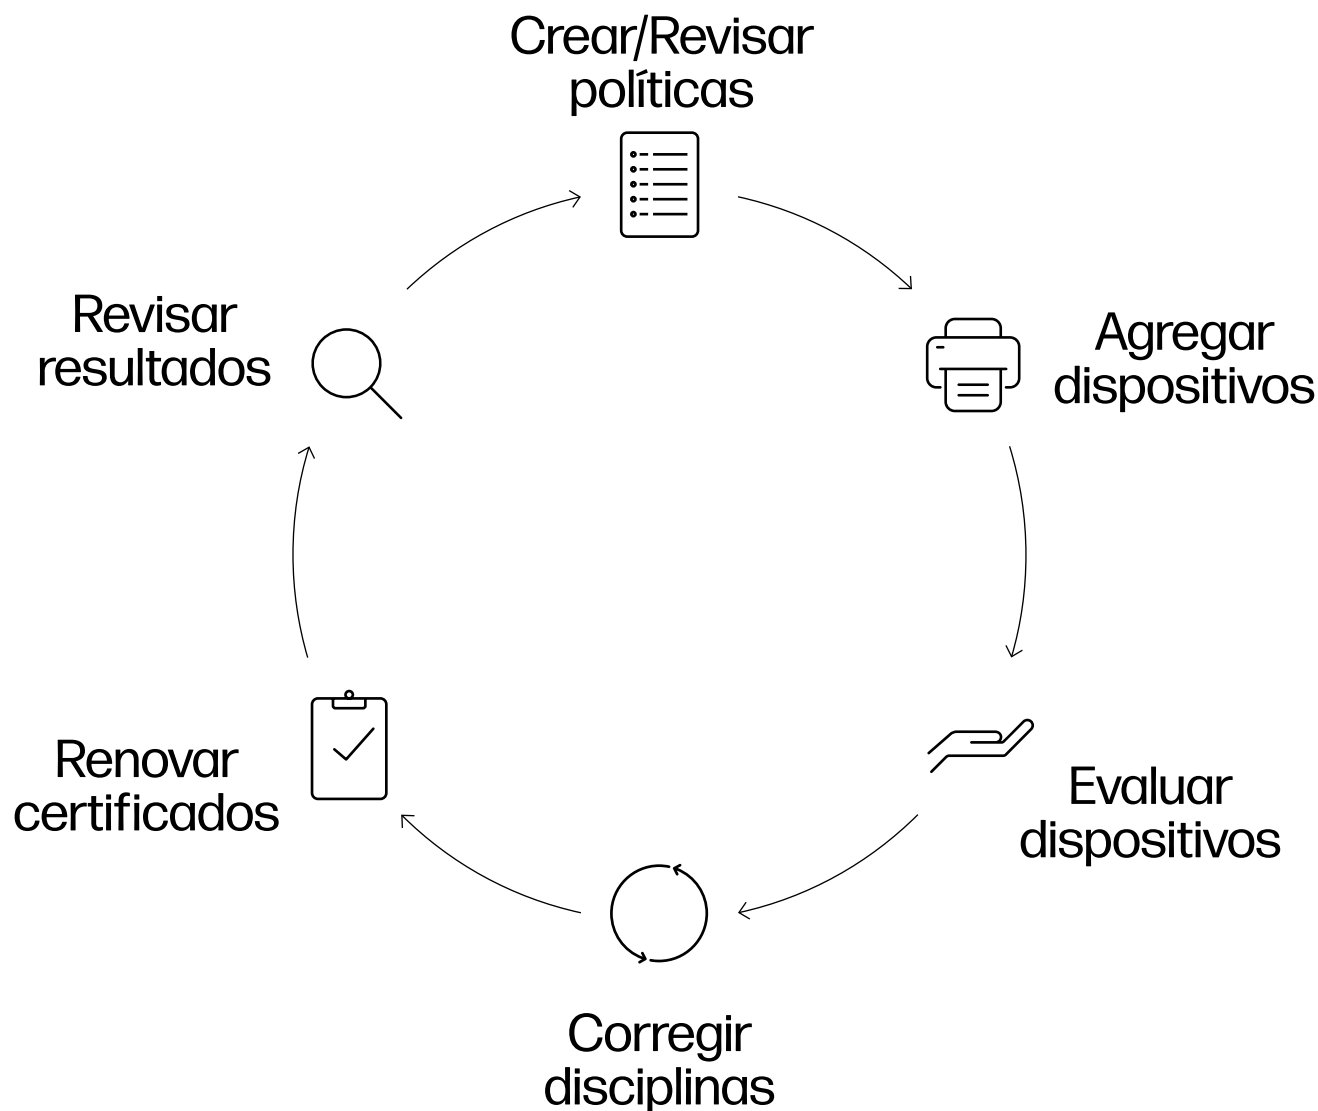 Crear/Revisar
políticas
Agregar
dispositivos
Evaluar
dispositivos
Corregir
disciplinas
Renovar
certificados
Revisar
resultados